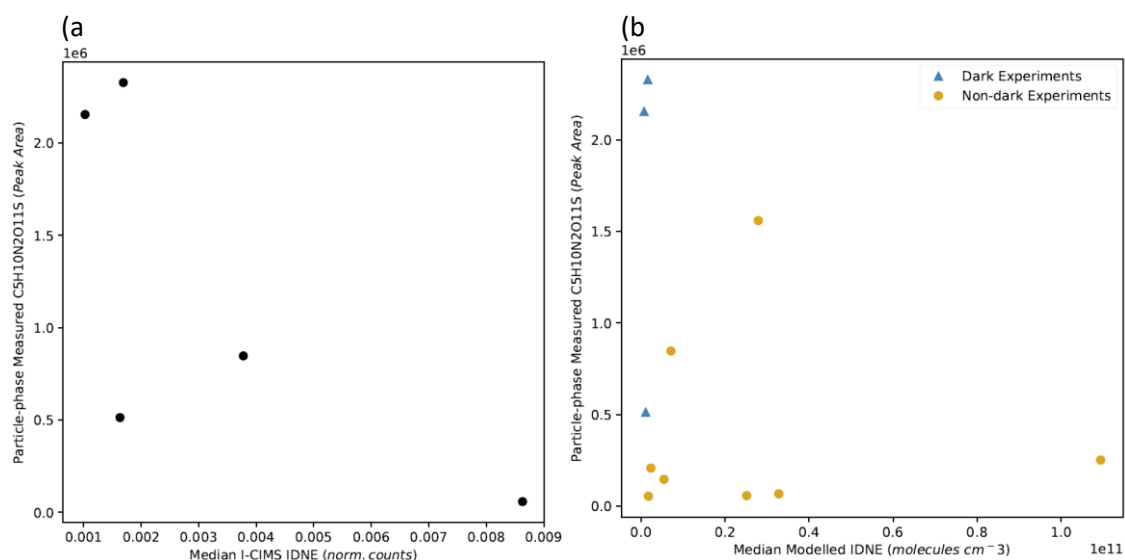 (a
1e6
2.0
1.5
1.0
0.5
0.0
Particle-phase Measured C5H10N2O11S (Peak Area)
0.001 0.002 0.003 0.004 0.005 0.006 0.007 0.008 0.009
Median I-CIMS IDNE (norm. counts)
(b
1e6
Dark Experiments
Non-dark Experiments
2.0
1.5
1.0
0.5
0.0
Particle-phase Measured C5H10N2O11S (Peak Area)
0.0 0.2 0.4 0.6 0.8 1.0
1e11
Median Modelled IDNE (molecules cm−3)